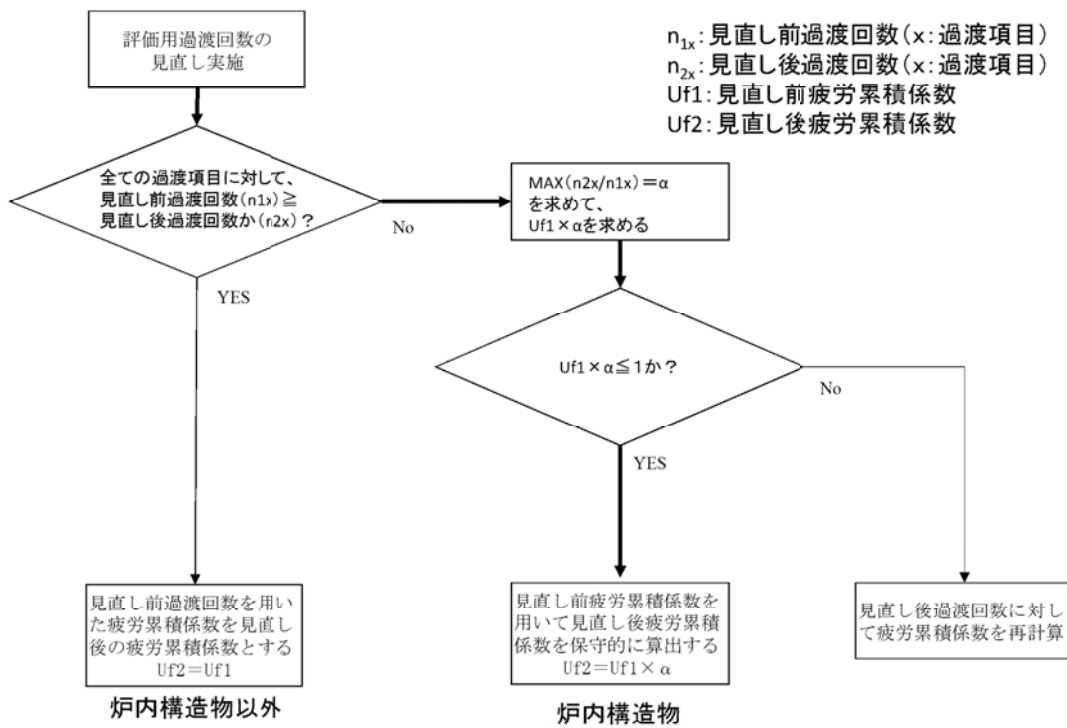 評価用過渡回数の
見直し実施
n1x:見直し前過渡回数(x:過渡項目)
n2x:見直し後過渡回数(x:過渡項目)
Uf1:見直し前疲労累積係数
Uf2:見直し後疲労累積係数
全ての過渡項目に対して、
見直し前過渡回数(n1x)≧
見直し後過渡回数か(n2x)?
No
MAX(n2x/n1x)=α
を求めて、
Uf1×αを求める
YES
Uf1×α≦1か?
No
YES
見直し前過渡回数を用い
た疲労累積係数を見直し
後の疲労累積係数とする
Uf2=Uf1
見直し前疲労累積係数を
用いて見直し後疲労累積
係数を保守的に算出する
Uf2=Uf1×α
見直し後過渡回数に対し
て疲労累積係数を再計算
炉内構造物以外
炉内構造物